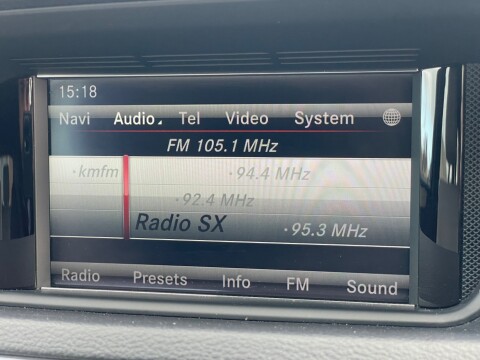 15:18
Navi Audio Tel Video System
FM 105.1 MHz
·kmfm ·94.4 MHz
·92.4 MHz
Radio SX ·95.3 MHz
Radio Presets Info FM Sound